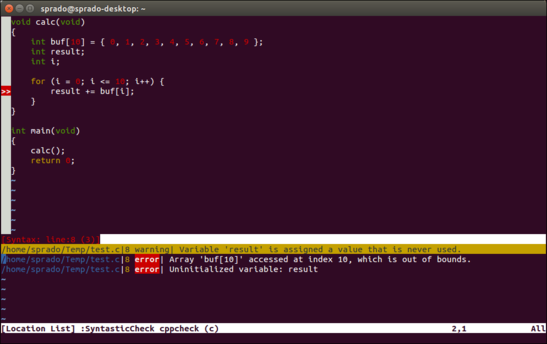 sprado@sprado-desktop: ~
void calc(void)
{
    int buf[10] = { 0, 1, 2, 3, 4, 5, 6, 7, 8, 9 };
    int result;
    int i;
    for (i = 0; i <= 10; i++) {
>>      result += buf[i];
    }
}
int main(void)
{
    calc();
    return 0;
}
~
~
~
~
~
[Syntax: line:8 (3)]
/home/sprado/Temp/test.c|8 warning| Variable 'result' is assigned a value that is never used.
/home/sprado/Temp/test.c|8 error| Array 'buf[10]' accessed at index 10, which is out of bounds.
/home/sprado/Temp/test.c|8 error| Uninitialized variable: result
~
~
~
~
[Location List] :SyntasticCheck cppcheck (c) 2,1 All